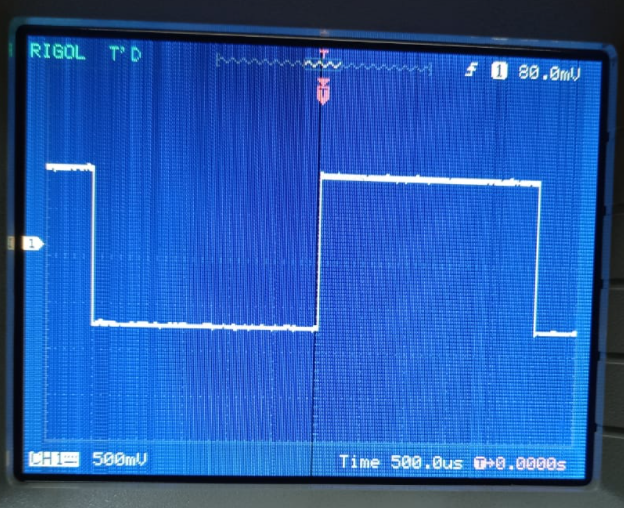 RIGOL T'D
T
1 80.0mV
T
1
CH1 500mV Time 500.0us T→0.0000s